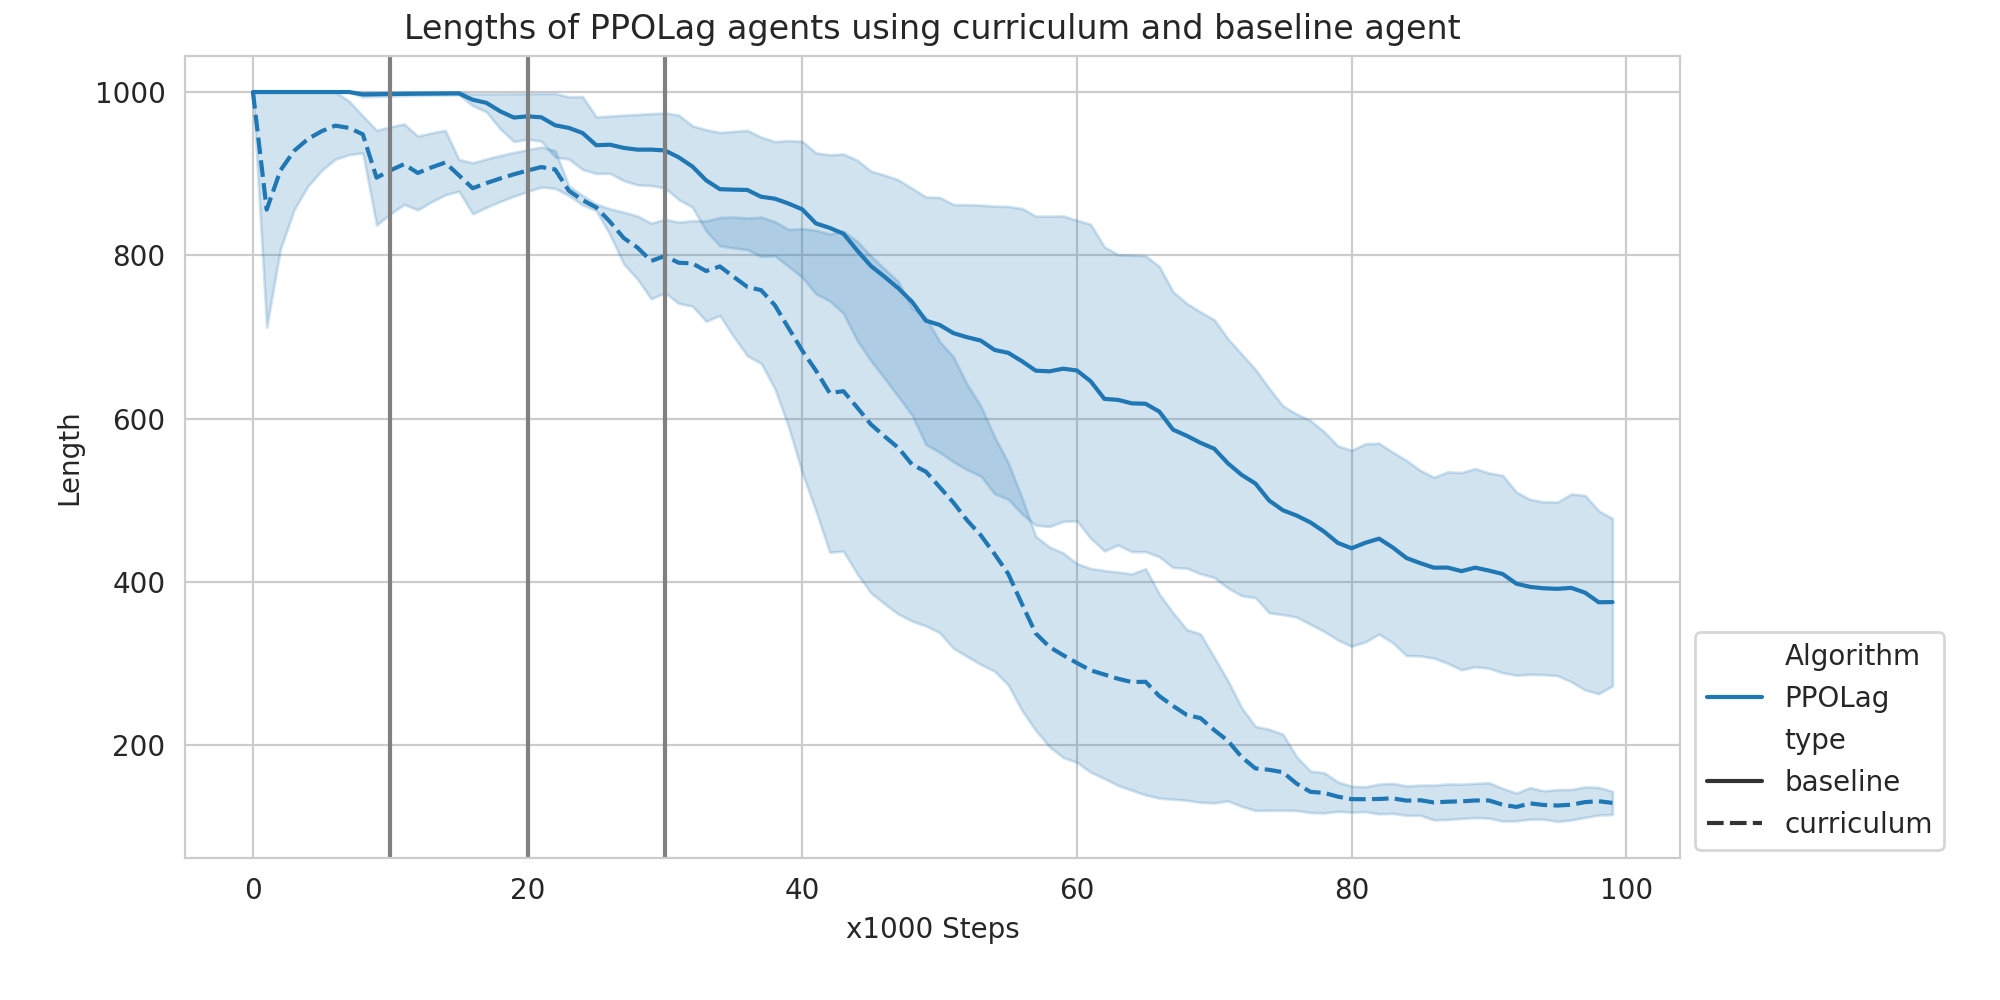 Lengths of PPOLag agents using curriculum and baseline agent
1000
800
600
400
200
Length
0 20 40 60 80 100
x1000 Steps
Algorithm
PPOLag
type
baseline
curriculum